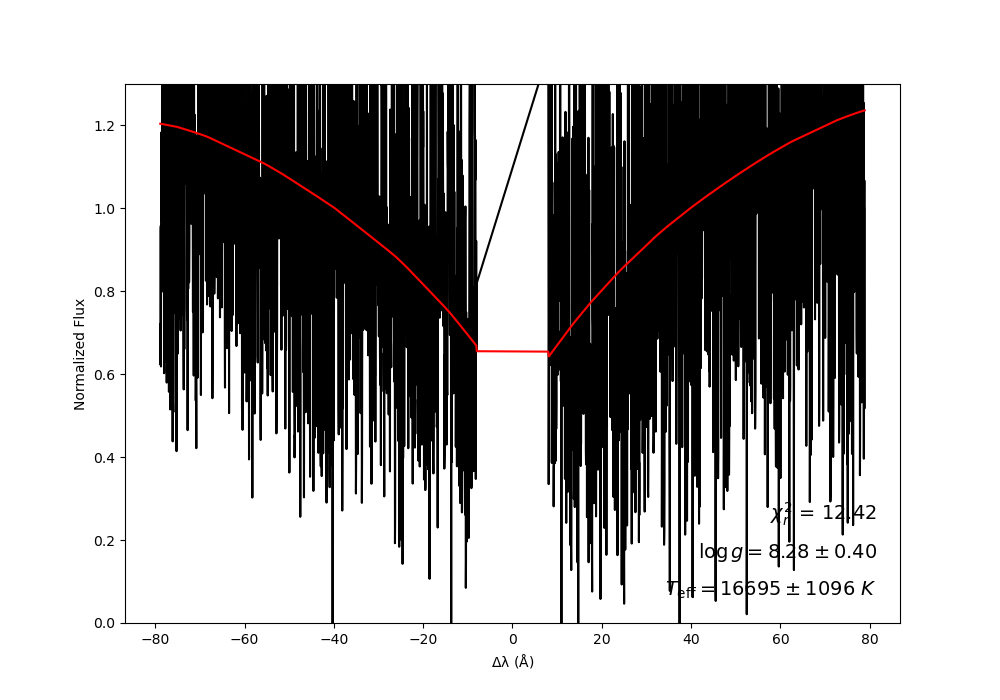 1.2
1.0
0.8
0.6
0.4
0.2
0.0
Normalized Flux
χ²ᵣ = 12.42
log g = 8.28 ± 0.40
T_eff = 16695 ± 1096 K
−80 −60 −40 −20 0 20 40 60 80
Δλ (Å)